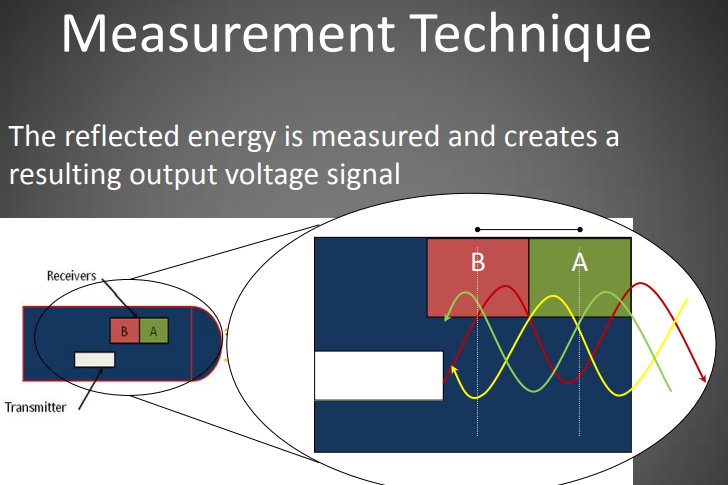 Measurement Technique
The reflected energy is measured and creates a
resulting output voltage signal
Receivers
B A
Transmitter
B A